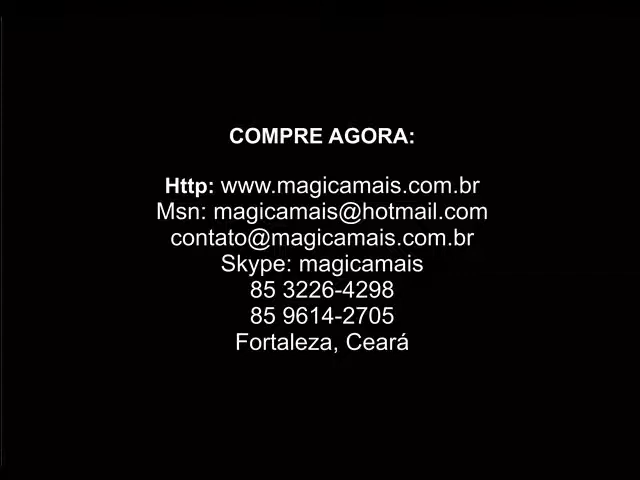 COMPRE AGORA:
Http: www.magicamais.com.br
Msn: magicamais@hotmail.com
contato@magicamais.com.br
Skype: magicamais
85 3226-4298
85 9614-2705
Fortaleza, Ceará